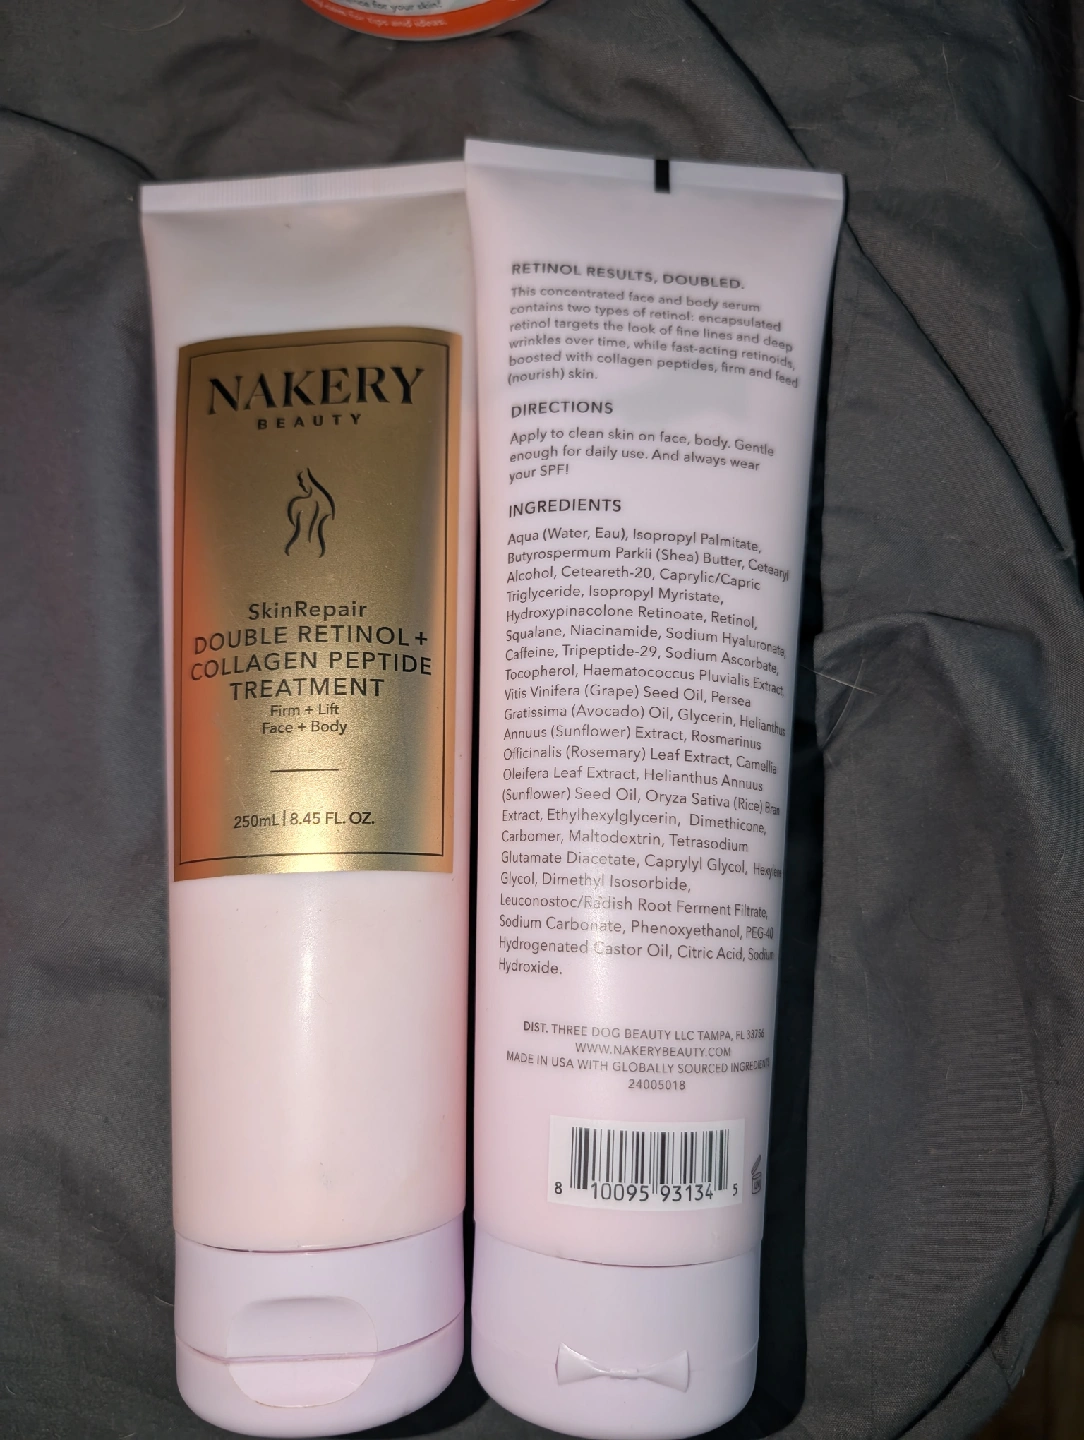 for your skin!
for tips and ideas.
NAKERY
BEAUTY
SkinRepair
DOUBLE RETINOL+
COLLAGEN PEPTIDE
TREATMENT
Firm + Lift
Face + Body
250mL | 8.45 FL. OZ.
RETINOL RESULTS, DOUBLED.
This concentrated face and body serum
contains two types of retinol: encapsulated
retinol targets the look of fine lines and deep
wrinkles over time, while fast-acting retinoids,
boosted with collagen peptides, firm and feed
(nourish) skin.
DIRECTIONS
Apply to clean skin on face, body. Gentle
enough for daily use. And always wear
your SPF!
INGREDIENTS
Aqua (Water, Eau), Isopropyl Palmitate,
Butyrospermum Parkii (Shea) Butter, Cetearyl
Alcohol, Ceteareth-20, Caprylic/Capric
Triglyceride, Isopropyl Myristate,
Hydroxypinacolone Retinoate, Retinol,
Squalane, Niacinamide, Sodium Hyaluronate,
Caffeine, Tripeptide-29, Sodium Ascorbate,
Tocopherol, Haematococcus Pluvialis Extract,
Vitis Vinifera (Grape) Seed Oil, Persea
Gratissima (Avocado) Oil, Glycerin, Helianthus
Annuus (Sunflower) Extract, Rosmarinus
Officinalis (Rosemary) Leaf Extract, Camellia
Oleifera Leaf Extract, Helianthus Annuus
(Sunflower) Seed Oil, Oryza Sativa (Rice) Bran
Extract, Ethylhexylglycerin, Dimethicone,
Carbomer, Maltodextrin, Tetrasodium
Glutamate Diacetate, Caprylyl Glycol, Hexylene
Glycol, Dimethyl Isosorbide,
Leuconostoc/Radish Root Ferment Filtrate,
Sodium Carbonate, Phenoxyethanol, PEG-40
Hydrogenated Castor Oil, Citric Acid, Sodium
Hydroxide.
DIST. THREE DOG BEAUTY LLC TAMPA, FL
WWW.NAKERYBEAUTY.COM
MADE IN USA WITH GLOBALLY SOURCED INGREDIENTS
24005018
8 10095 93134 5